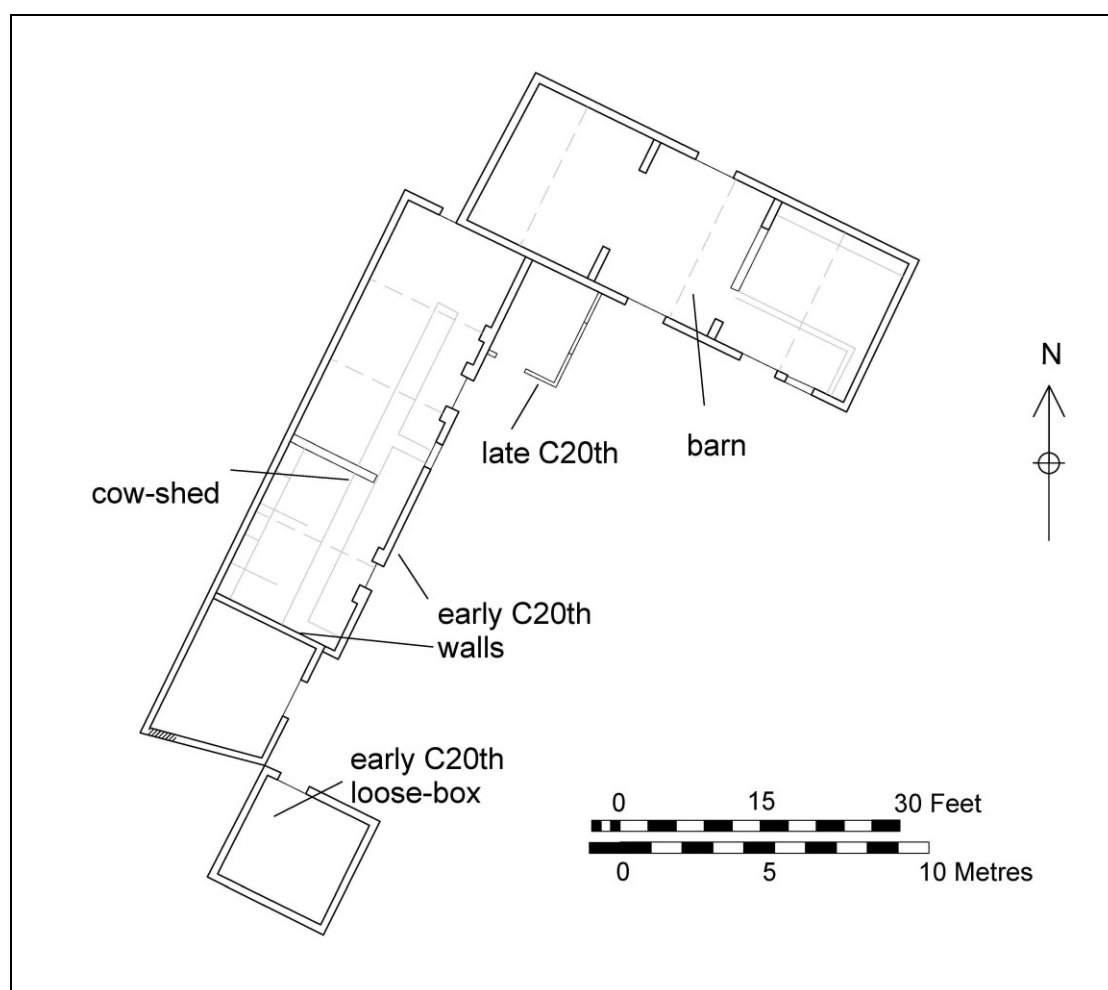 N
late C20th
barn
cow-shed
early C20th
walls
early C20th
loose-box
0 15 30 Feet
0 5 10 Metres